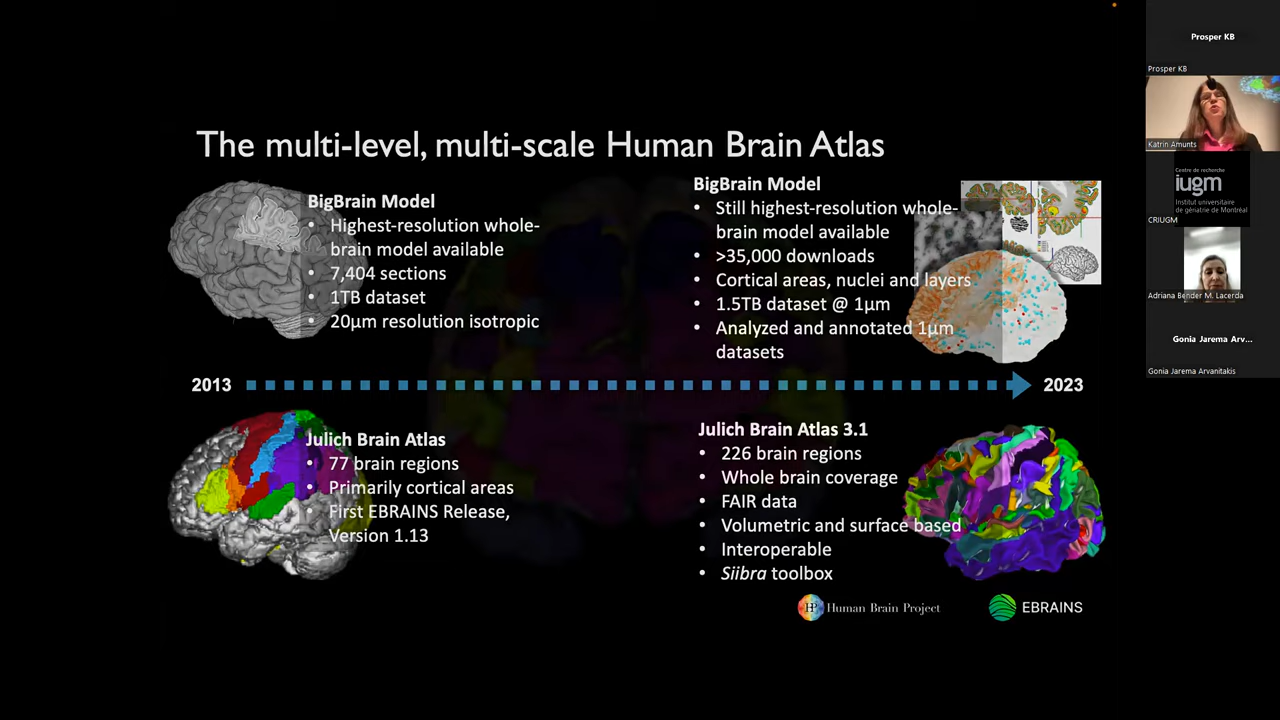 The multi-level, multi-scale Human Brain Atlas
BigBrain Model
• Highest-resolution whole-
brain model available
• 7,404 sections
• 1TB dataset
• 20µm resolution isotropic
BigBrain Model
• Still highest-resolution whole-
brain model available
• >35,000 downloads
• Cortical areas, nuclei and layers
• 1.5TB dataset @ 1µm
• Analyzed and annotated 1µm
datasets
2013
2023
Julich Brain Atlas
• 77 brain regions
• Primarily cortical areas
• First EBRAINS Release,
Version 1.13
Julich Brain Atlas 3.1
• 226 brain regions
• Whole brain coverage
• FAIR data
• Volumetric and surface based
• Interoperable
• Siibra toolbox
HP Human Brain Project
EBRAINS
Prosper KB
Prosper KB
Katrin Amunts
Centre de recherche
iugm
Institut universitaire
de gériatrie de Montréal
CRIUGM
Adriana Bender M. Lacerda
Gonia Jarema Arv...
Gonia Jarema Arvanitakis